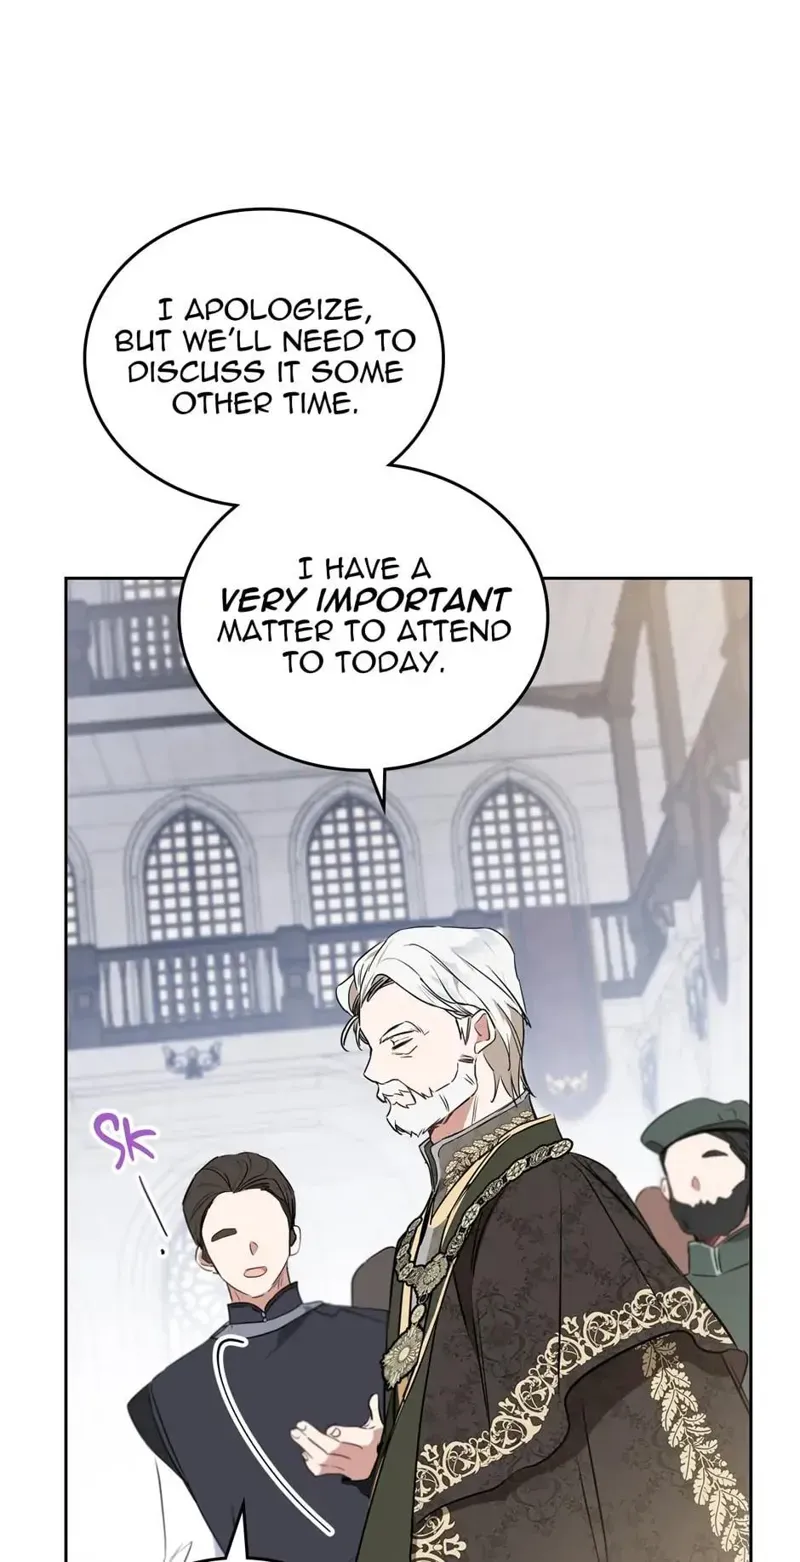 I APOLOGIZE,
BUT WE'LL NEED TO
DISCUSS IT SOME
OTHER TIME.
I HAVE A
VERY IMPORTANT
MATTER TO ATTEND
TO TODAY.
SK